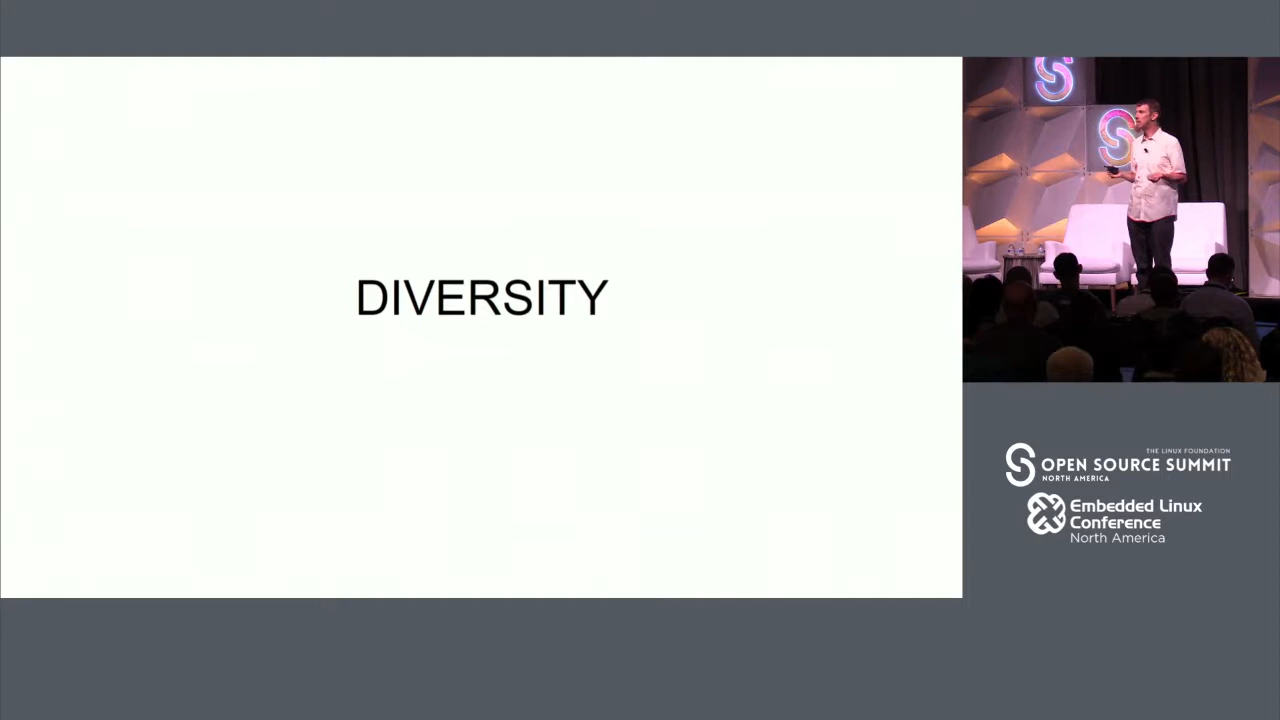 DIVERSITY
THE LINUX FOUNDATION
OPEN SOURCE SUMMIT
NORTH AMERICA
Embedded Linux
Conference
North America